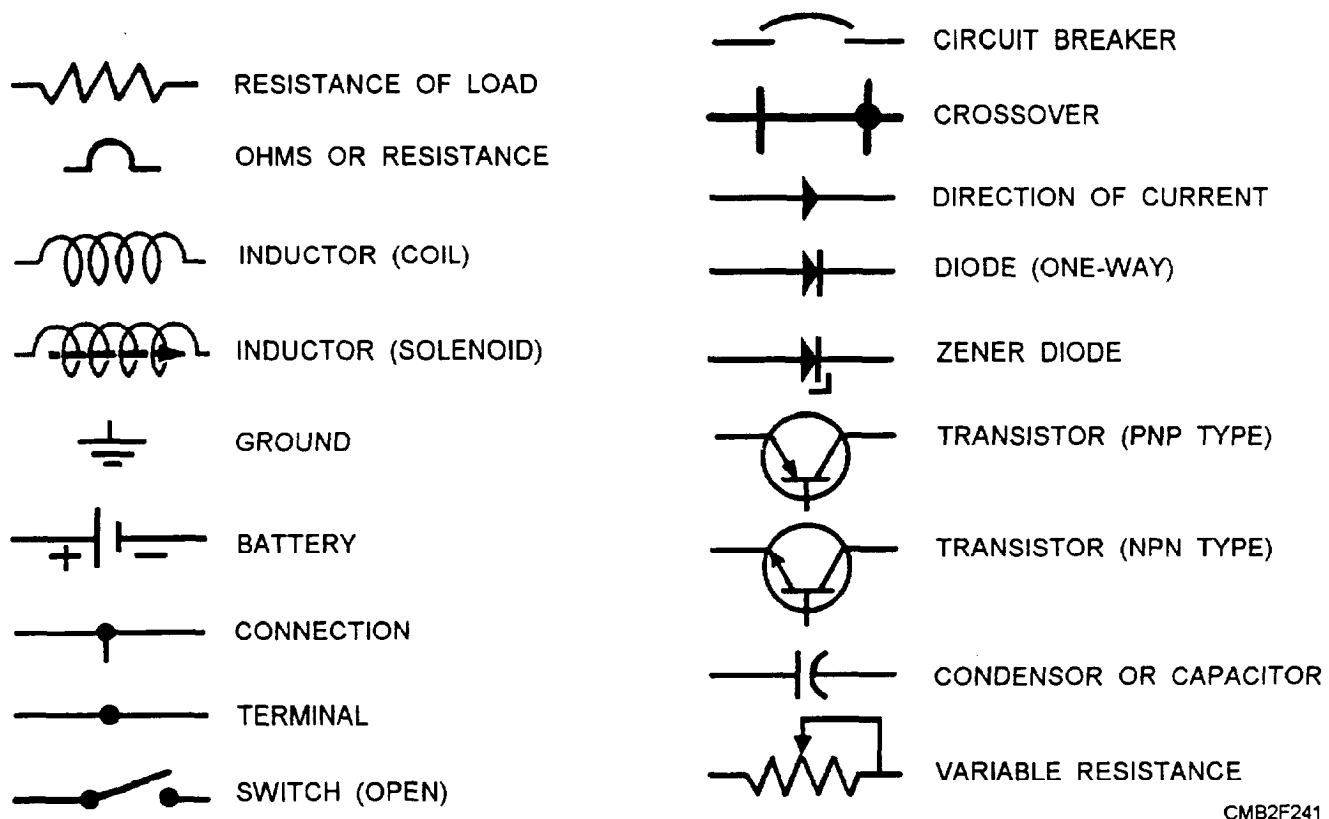 RESISTANCE OF LOAD
OHMS OR RESISTANCE
INDUCTOR (COIL)
INDUCTOR (SOLENOID)
GROUND
+ −
BATTERY
CONNECTION
TERMINAL
SWITCH (OPEN)
CIRCUIT BREAKER
CROSSOVER
DIRECTION OF CURRENT
DIODE (ONE-WAY)
ZENER DIODE
TRANSISTOR (PNP TYPE)
TRANSISTOR (NPN TYPE)
CONDENSOR OR CAPACITOR
VARIABLE RESISTANCE
CMB2F241